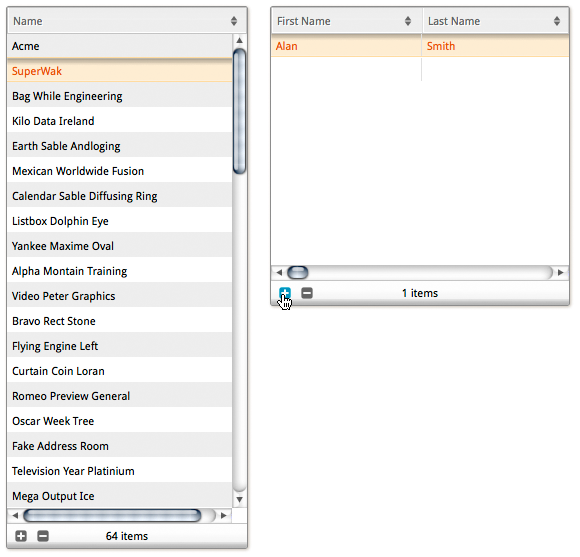 Name
Acme
SuperWak
Bag While Engineering
Kilo Data Ireland
Earth Sable Andloging
Mexican Worldwide Fusion
Calendar Sable Diffusing Ring
Listbox Dolphin Eye
Yankee Maxime Oval
Alpha Montain Training
Video Peter Graphics
Bravo Rect Stone
Flying Engine Left
Curtain Coin Loran
Romeo Preview General
Oscar Week Tree
Fake Address Room
Television Year Platinium
Mega Output Ice
64 items
First Name Last Name
Alan Smith
1 items